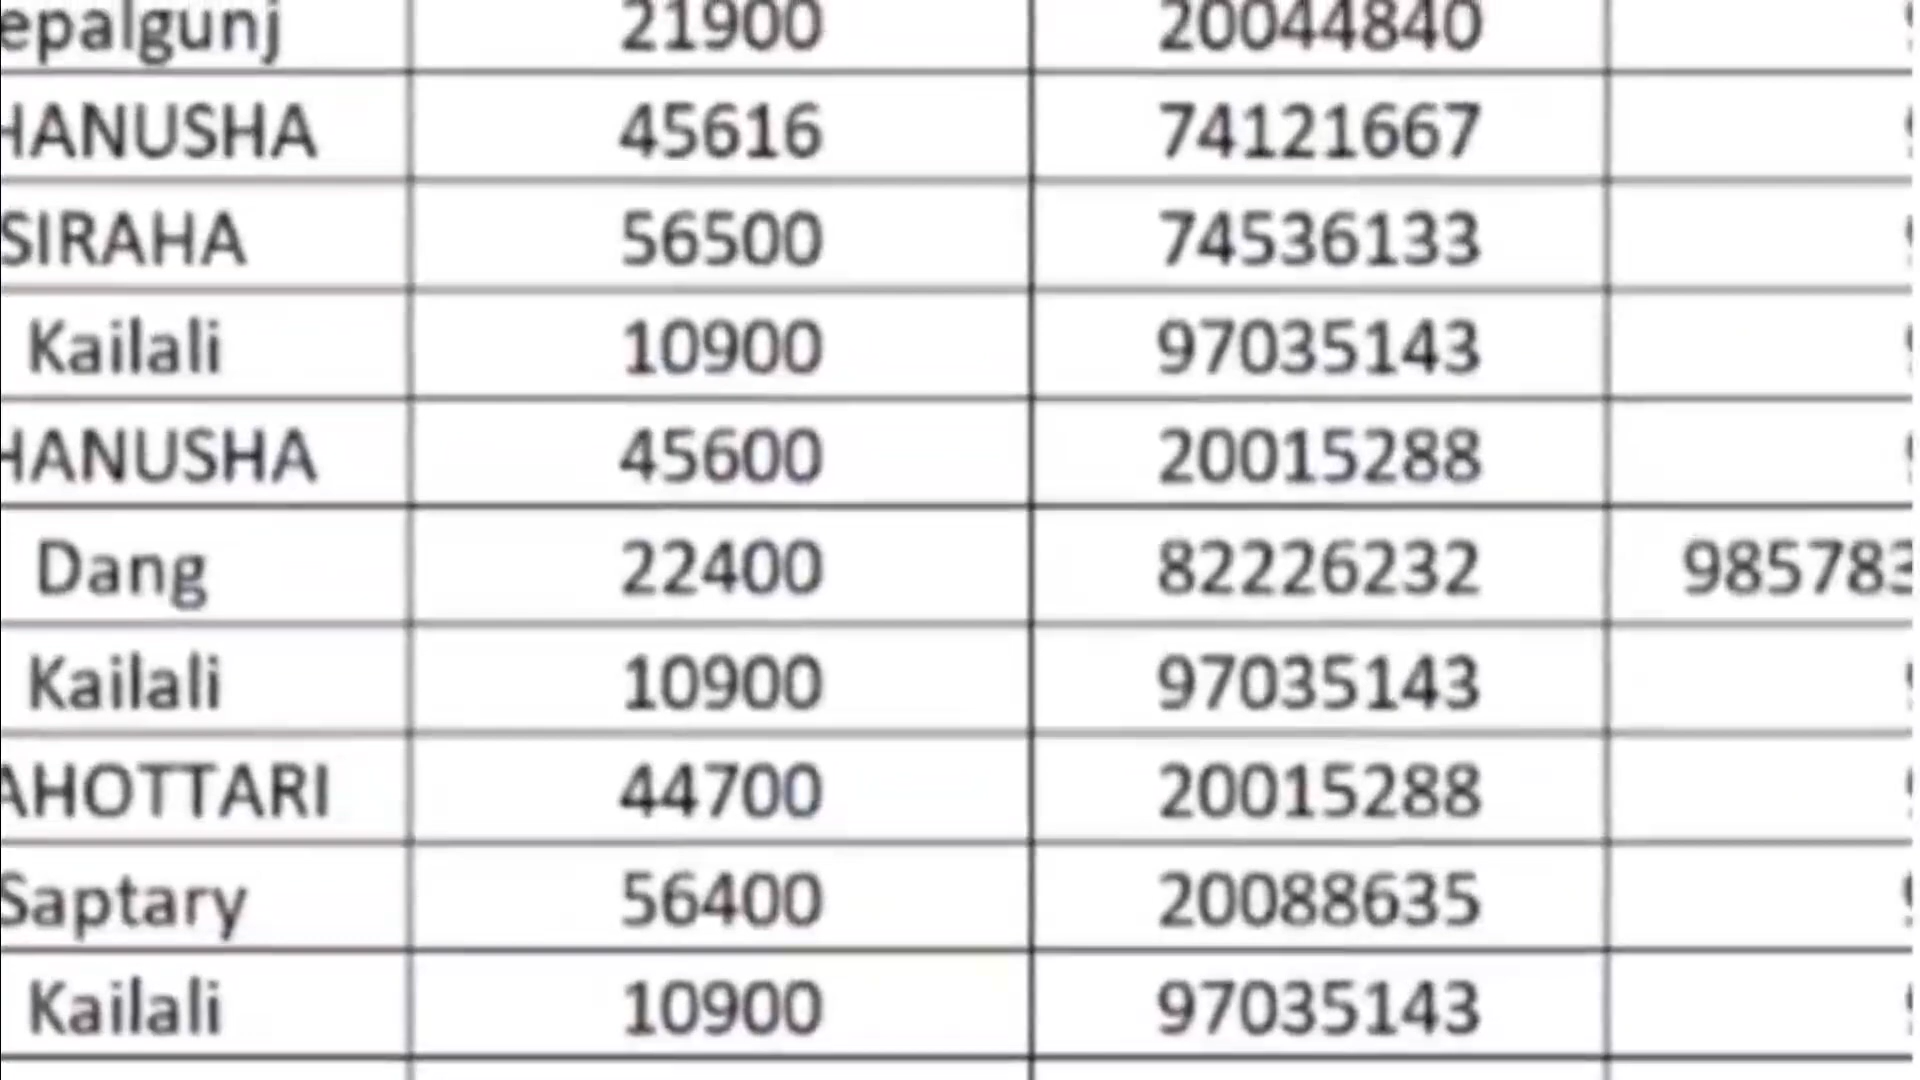 epalgunj 21900 20044840
HANUSHA 45616 74121667
SIRAHA 56500 74536133
Kailali 10900 97035143
HANUSHA 45600 20015288
Dang 22400 82226232 985783
Kailali 10900 97035143
AHOTTARI 44700 20015288
Saptary 56400 20088635
Kailali 10900 97035143